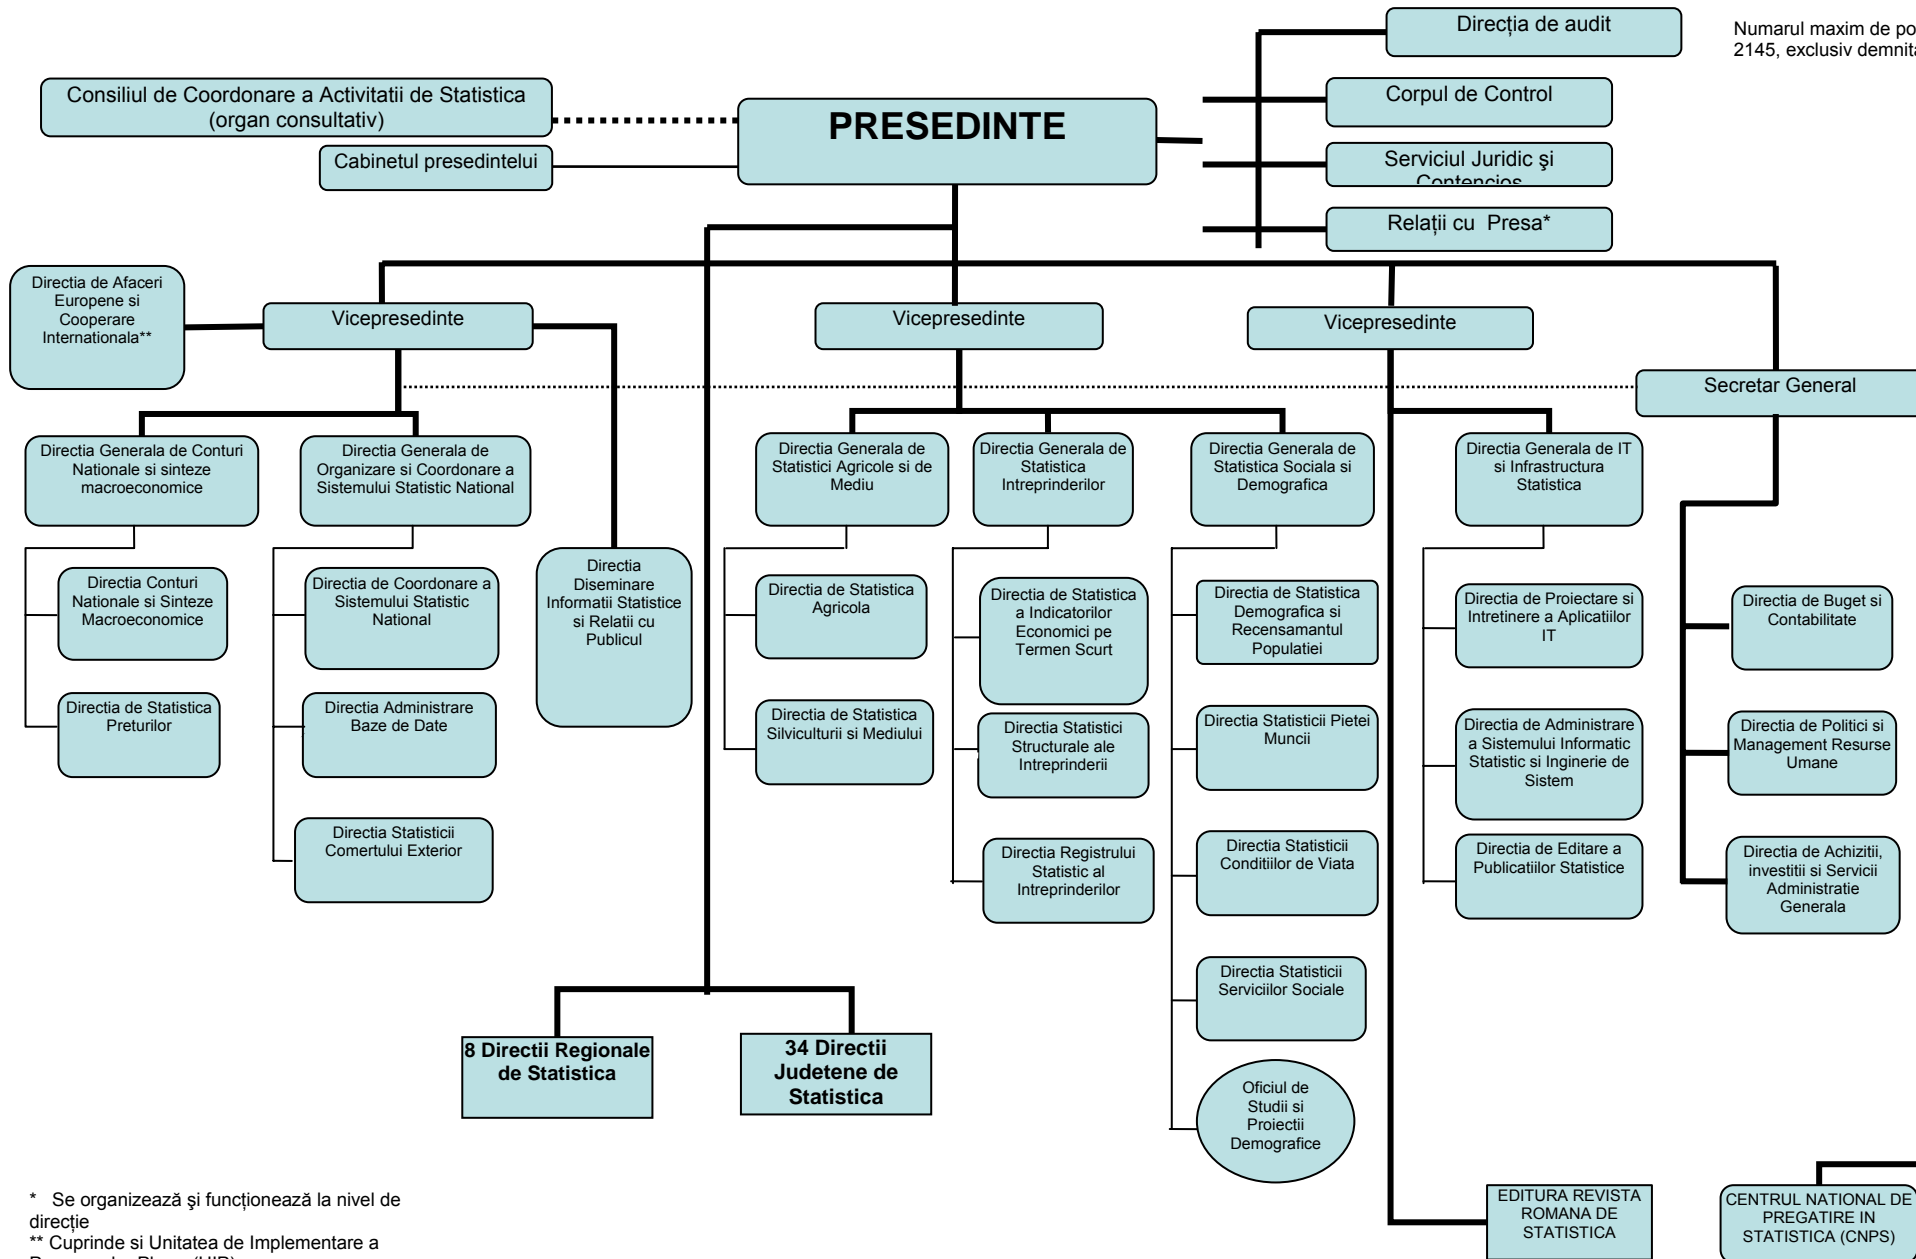 Direcția de audit
Numarul maxim de
2145, exclusiv
Consiliul de Coordonare a Activitatii de Statistica
(organ consultativ)
PRESEDINTE
Corpul de Control
Cabinetul presedintelui
Serviciul Juridic şi
Contencios
Relații cu Presa*
Directia de Afaceri
Europene si
Cooperare
Internationala**
Vicepresedinte
Vicepresedinte
Vicepresedinte
Secretar General
Directia Generala de Conturi
Nationale si sinteze
macroeconomice
Directia Generala de
Organizare si Coordonare a
Sistemului Statistic National
Directia Generala de
Statistici Agricole si de
Mediu
Directia Generala de
Statistica
Intreprinderilor
Directia Generala de
Statistica Sociala si
Demografica
Directia Generala de IT
si Infrastructura
Statistica
Directia Conturi
Nationale si Sinteze
Macroeconomice
Directia de Coordonare a
Sistemului Statistic
National
Directia
Diseminare
Informatii Statistice
si Relatii cu
Publicul
Directia de Statistica
Agricola
Directia de Statistica
a Indicatorilor
Economici pe
Termen Scurt
Directia de Statistica
Demografica si
Recensamantul
Populatiei
Directia de Proiectare si
Intretinere a Aplicatiilor
IT
Directia de Buget si
Contabilitate
Directia de Statistica
Preturilor
Directia Administrare
Baze de Date
Directia de Statistica
Silviculturii si Mediului
Directia Statistici
Structurale ale
Intreprinderii
Directia Statisticii Pietei
Muncii
Directia de Administrare
a Sistemului Informatic
Statistic si Inginerie de
Sistem
Directia de Politici si
Management Resurse
Umane
Directia Statisticii
Comertului Exterior
Directia Registrului
Statistic al
Intreprinderilor
Directia Statisticii
Conditiilor de Viata
Directia de Editare a
Publicatiilor Statistice
Directia de Achizitii,
investitii si Servicii
Administratie
Generala
Directia Statisticii
Serviciilor Sociale
8 Directii Regionale
de Statistica
34 Directii
Judetene de
Statistica
Oficiul de
Studii si
Proiectii
Demografice
EDITURA REVISTA
ROMANA DE
STATISTICA
CENTRUL NATIONAL DE
PREGATIRE IN
STATISTICA (CNPS)
* Se organizează şi funcționează la nivel de
direcție
** Cuprinde si Unitatea de Implementare a